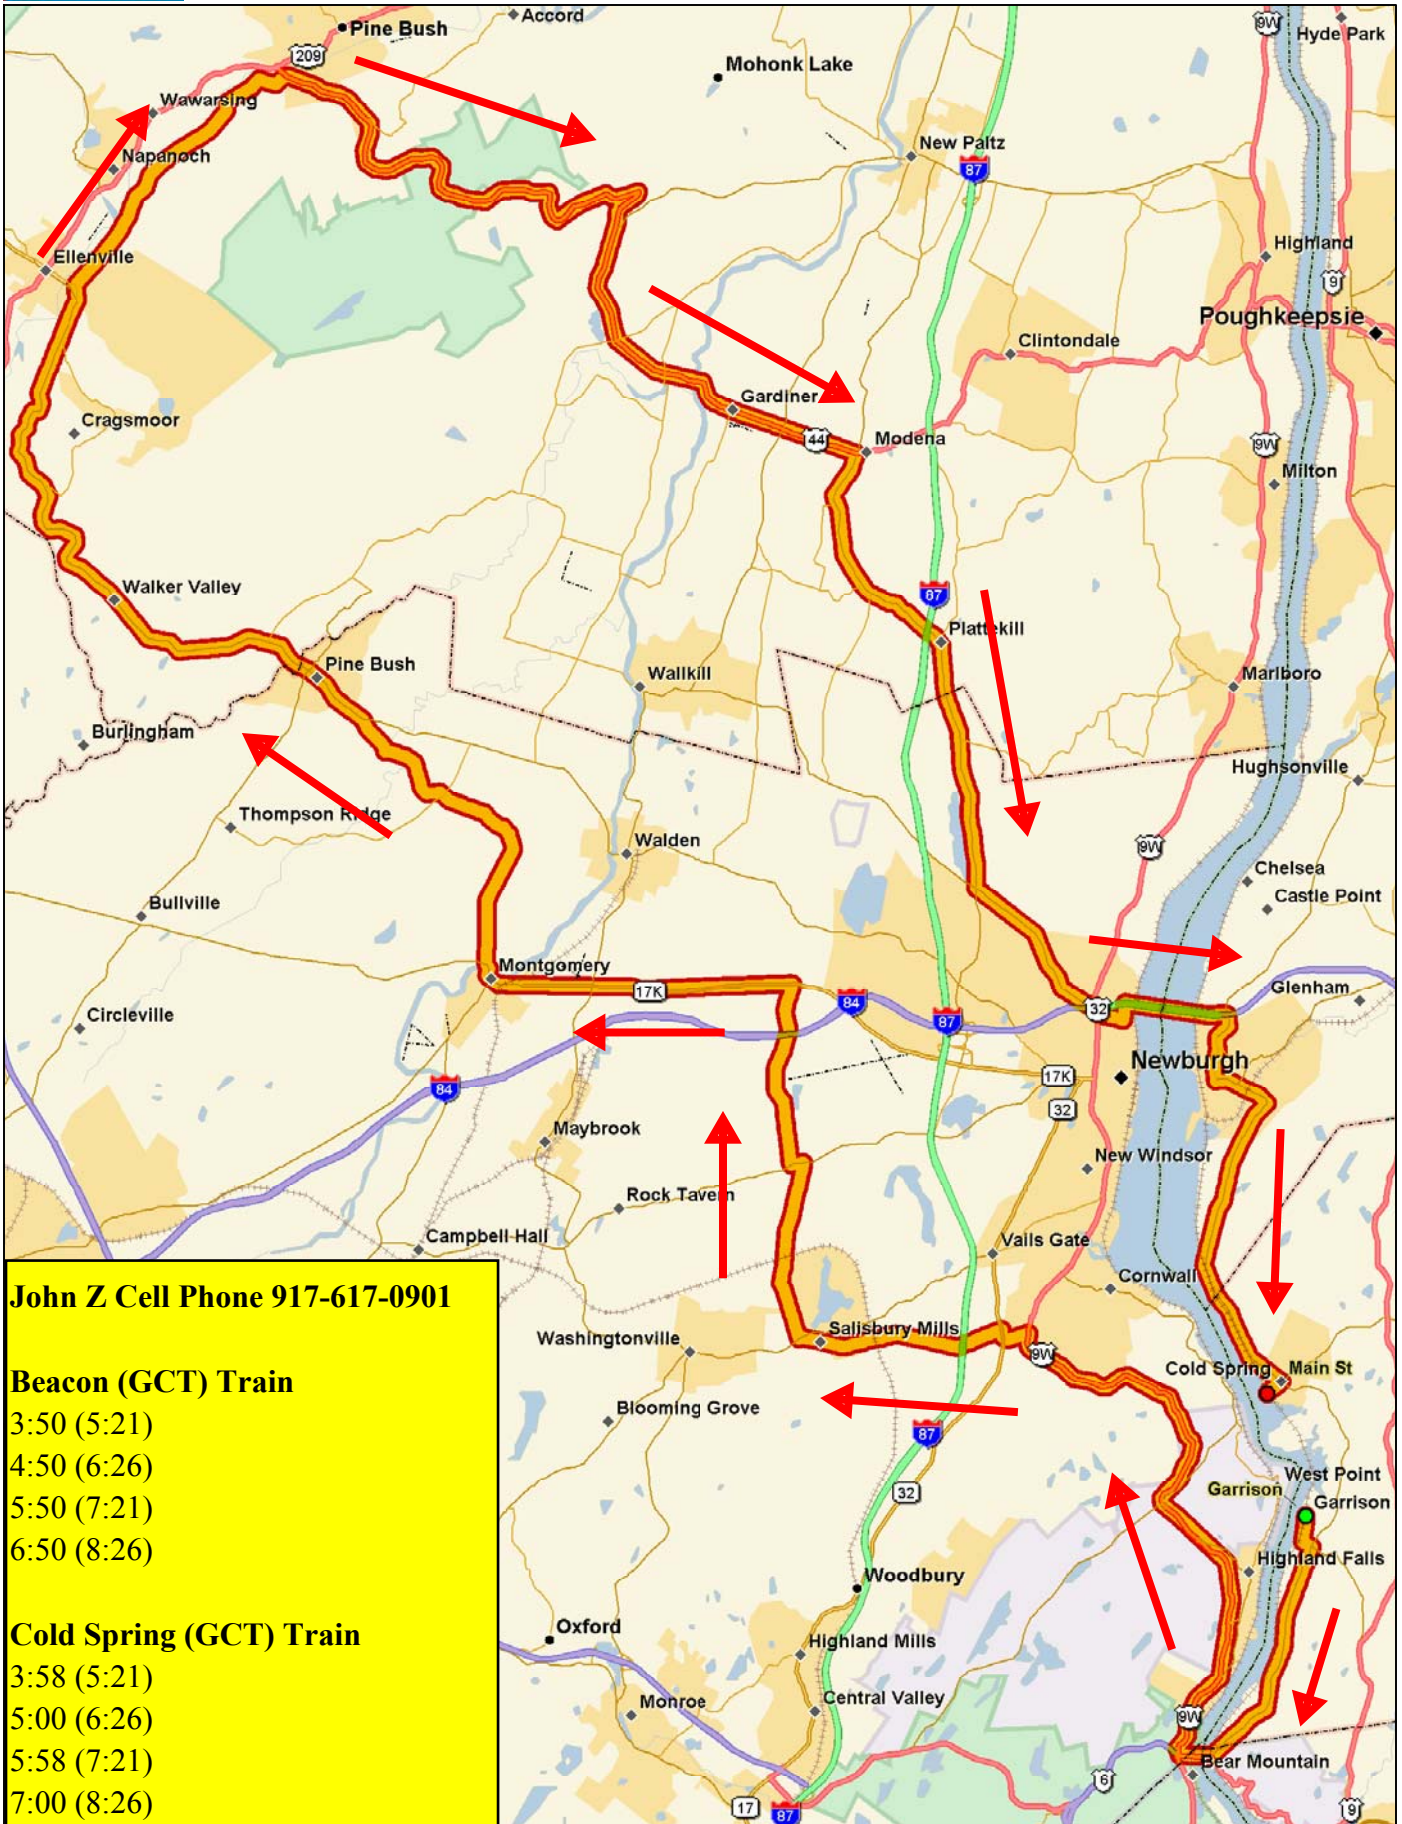 Accord
Pine Bush
9W
Hyde Park
209
Mohonk Lake
Wawarsing
New Paltz
Napanoch
87
Ellenville
Highland
9
Poughkeepsie
Clintondale
Gardiner
Cragsmoor
44
Modena
9W
Milton
87
Walker Valley
Plattekill
Pine Bush
Wallkill
Marlboro
Burlingham
Hughsonville
Thompson Ridge
Walden
9W
Chelsea
Castle Point
Bullville
Montgomery
17K
84
Glenham
Circleville
87
32
Newburgh
84
17K
32
Maybrook
New Windsor
Rock Tavern
Campbell Hall
Vails Gate
Cornwall
John Z Cell Phone 917-617-0901
Washingtonville
Salisbury Mills
9W
Cold Spring
Main St
Beacon (GCT) Train
3:50 (5:21)
4:50 (6:26)
5:50 (7:21)
6:50 (8:26)
Blooming Grove
87
West Point
Garrison
Garrison
32
Highland Falls
Woodbury
Oxford
Highland Mills
Cold Spring (GCT) Train
3:58 (5:21)
5:00 (6:26)
5:58 (7:21)
7:00 (8:26)
Monroe
Central Valley
9W
Bear Mountain
6
17
87
9